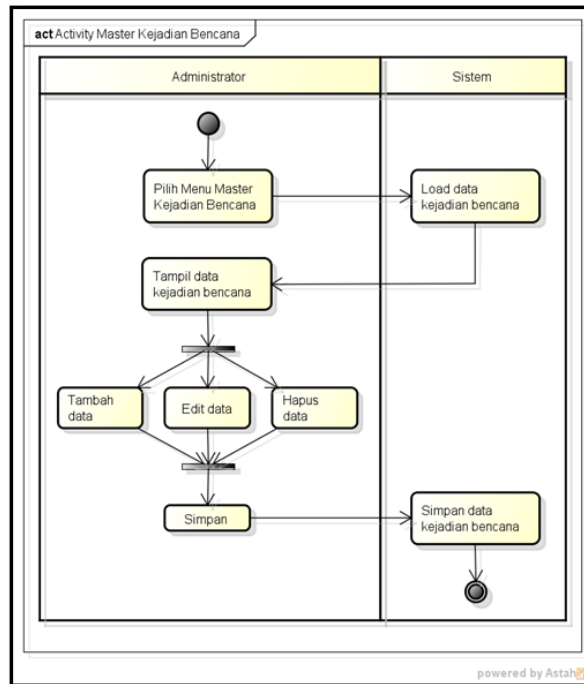 act Activity Master Kejadian Bencana
Administrator
Sistem
Pilih Menu Master
Kejadian Bencana
Load data
kejadian bencana
Tampil data
kejadian bencana
Tambah
data
Edit data
Hapus
data
Simpan
Simpan data
kejadian bencana
powered by Astah